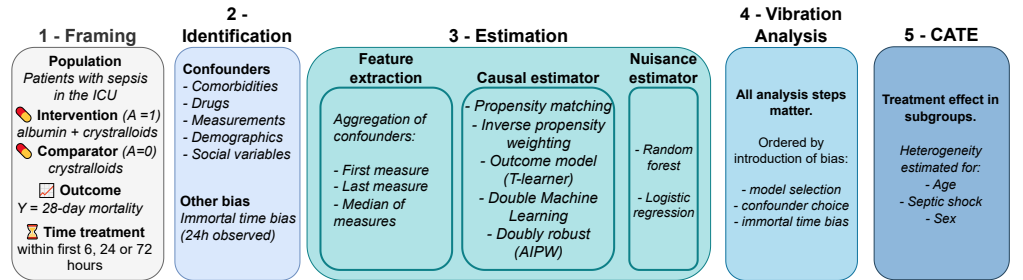 1 - Framing
Population
Patients with sepsis
in the ICU
Intervention (A =1)
albumin + crystralloids
Comparator (A=0)
crystralloids
Outcome
Y = 28-day mortality
Time treatment
within first 6, 24 or 72
hours
2 -
Identification
Confounders
- Comorbidities
- Drugs
- Measurements
- Demographics
- Social variables
Other bias
Immortal time bias
(24h observed)
3 - Estimation
Feature
extraction
Aggregation of
confounders:
- First measure
- Last measure
- Median of
measures
Causal estimator
- Propensity matching
- Inverse propensity
weighting
- Outcome model
(T-learner)
- Double Machine
Learning
- Doubly robust
(AIPW)
Nuisance
estimator
- Random
forest
- Logistic
regression
4 - Vibration
Analysis
All analysis steps
matter.
Ordered by
introduction of bias:
- model selection
- confounder choice
- immortal time bias
5 - CATE
Treatment effect in
subgroups.
Heterogeneity
estimated for:
- Age
- Septic shock
- Sex